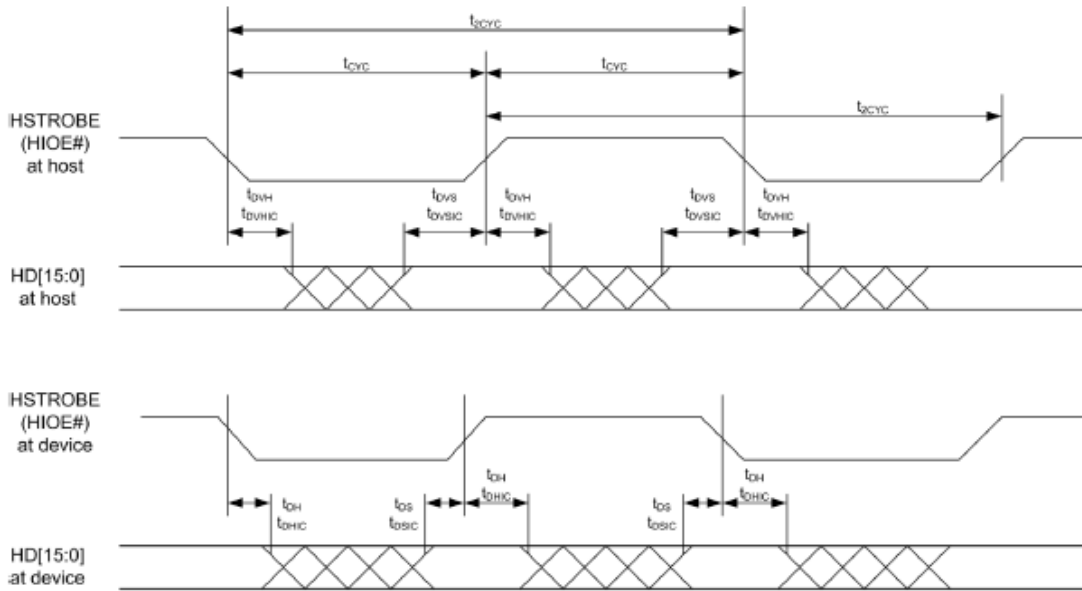 t2CYC
tCYC tCYC
t2CYC
HSTROBE
(HIOE#)
at host
tDVH tDVS tDVH tDVS tDVH
tDVHIC tDVSIC tDVHIC tDVSIC tDVHIC
HD[15:0]
at host
HSTROBE
(HIOE#)
at device
tDH tDS tDH tDS tDH
tDHIC tDSIC tDHIC tDSIC tDHIC
HD[15:0]
at device